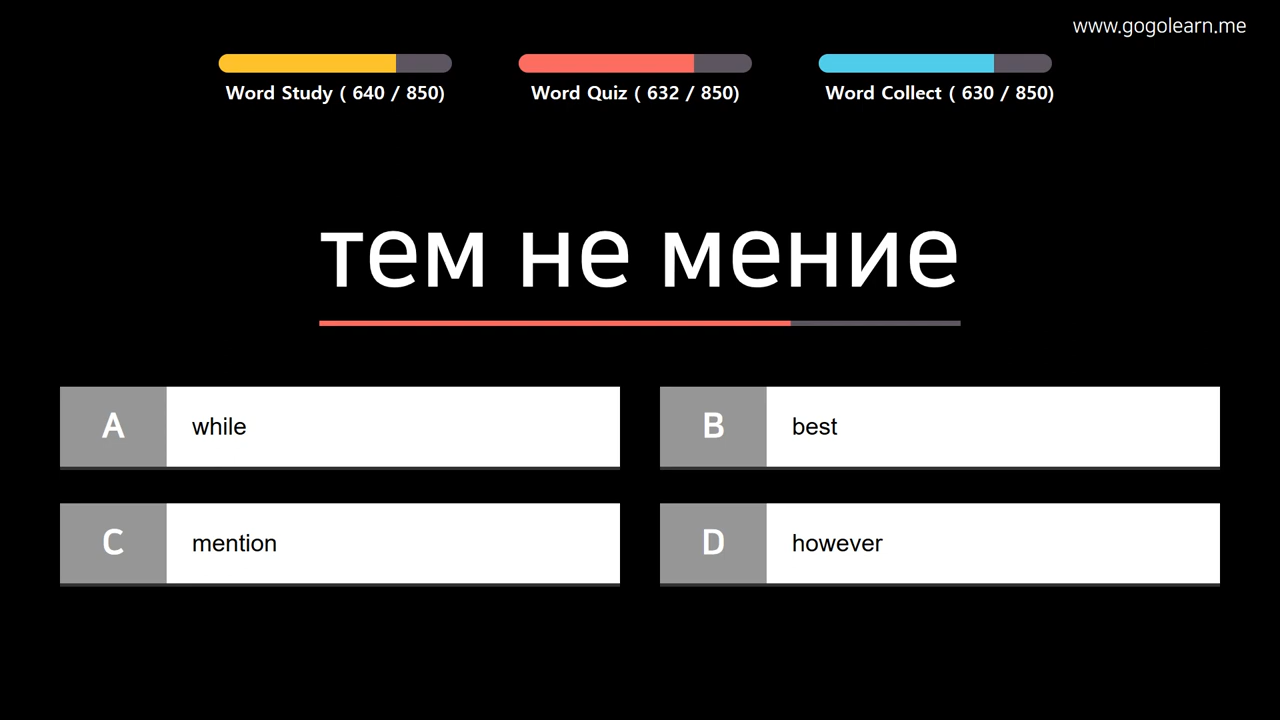 www.gogolearn.me
Word Study ( 640 / 850)
Word Quiz ( 632 / 850)
Word Collect ( 630 / 850)
тем не мение
A while
B best
C mention
D however